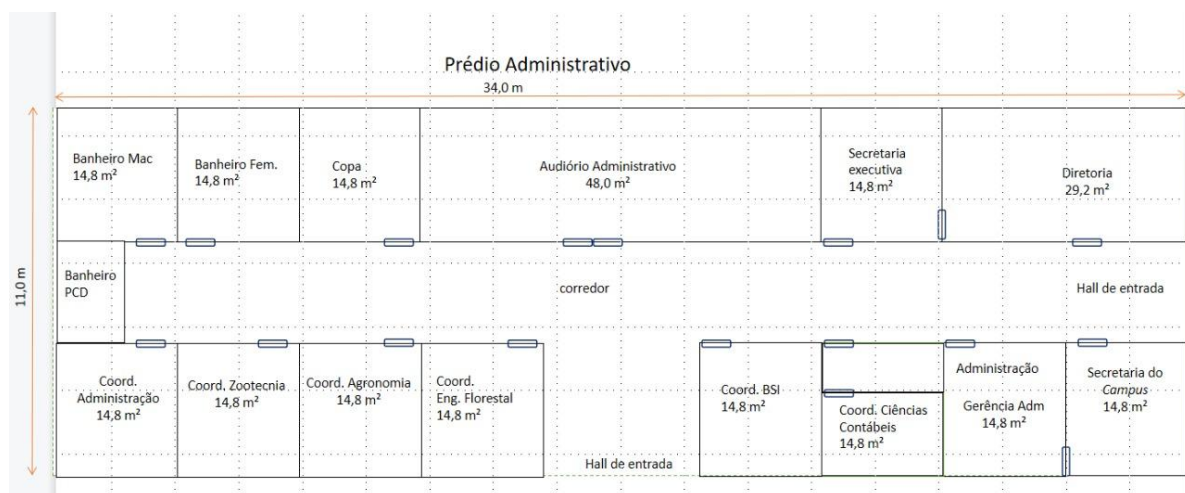 Prédio Administrativo
34,0 m
11,0 m
Banheiro Mac
14,8 m²
Banheiro Fem.
14,8 m²
Copa
14,8 m²
Audiório Administrativo
48,0 m²
Secretaria
executiva
14,8 m²
Diretoria
29,2 m²
Banheiro
PCD
corredor
Hall de entrada
Coord.
Administração
14,8 m²
Coord. Zootecnia
14,8 m²
Coord. Agronomia
14,8 m²
Coord.
Eng. Florestal
14,8 m²
Hall de entrada
Coord. BSI
14,8 m²
Coord. Ciências
Contábeis
14,8 m²
Administração
Gerência Adm
14,8 m²
Secretaria do
Campus
14,8 m²